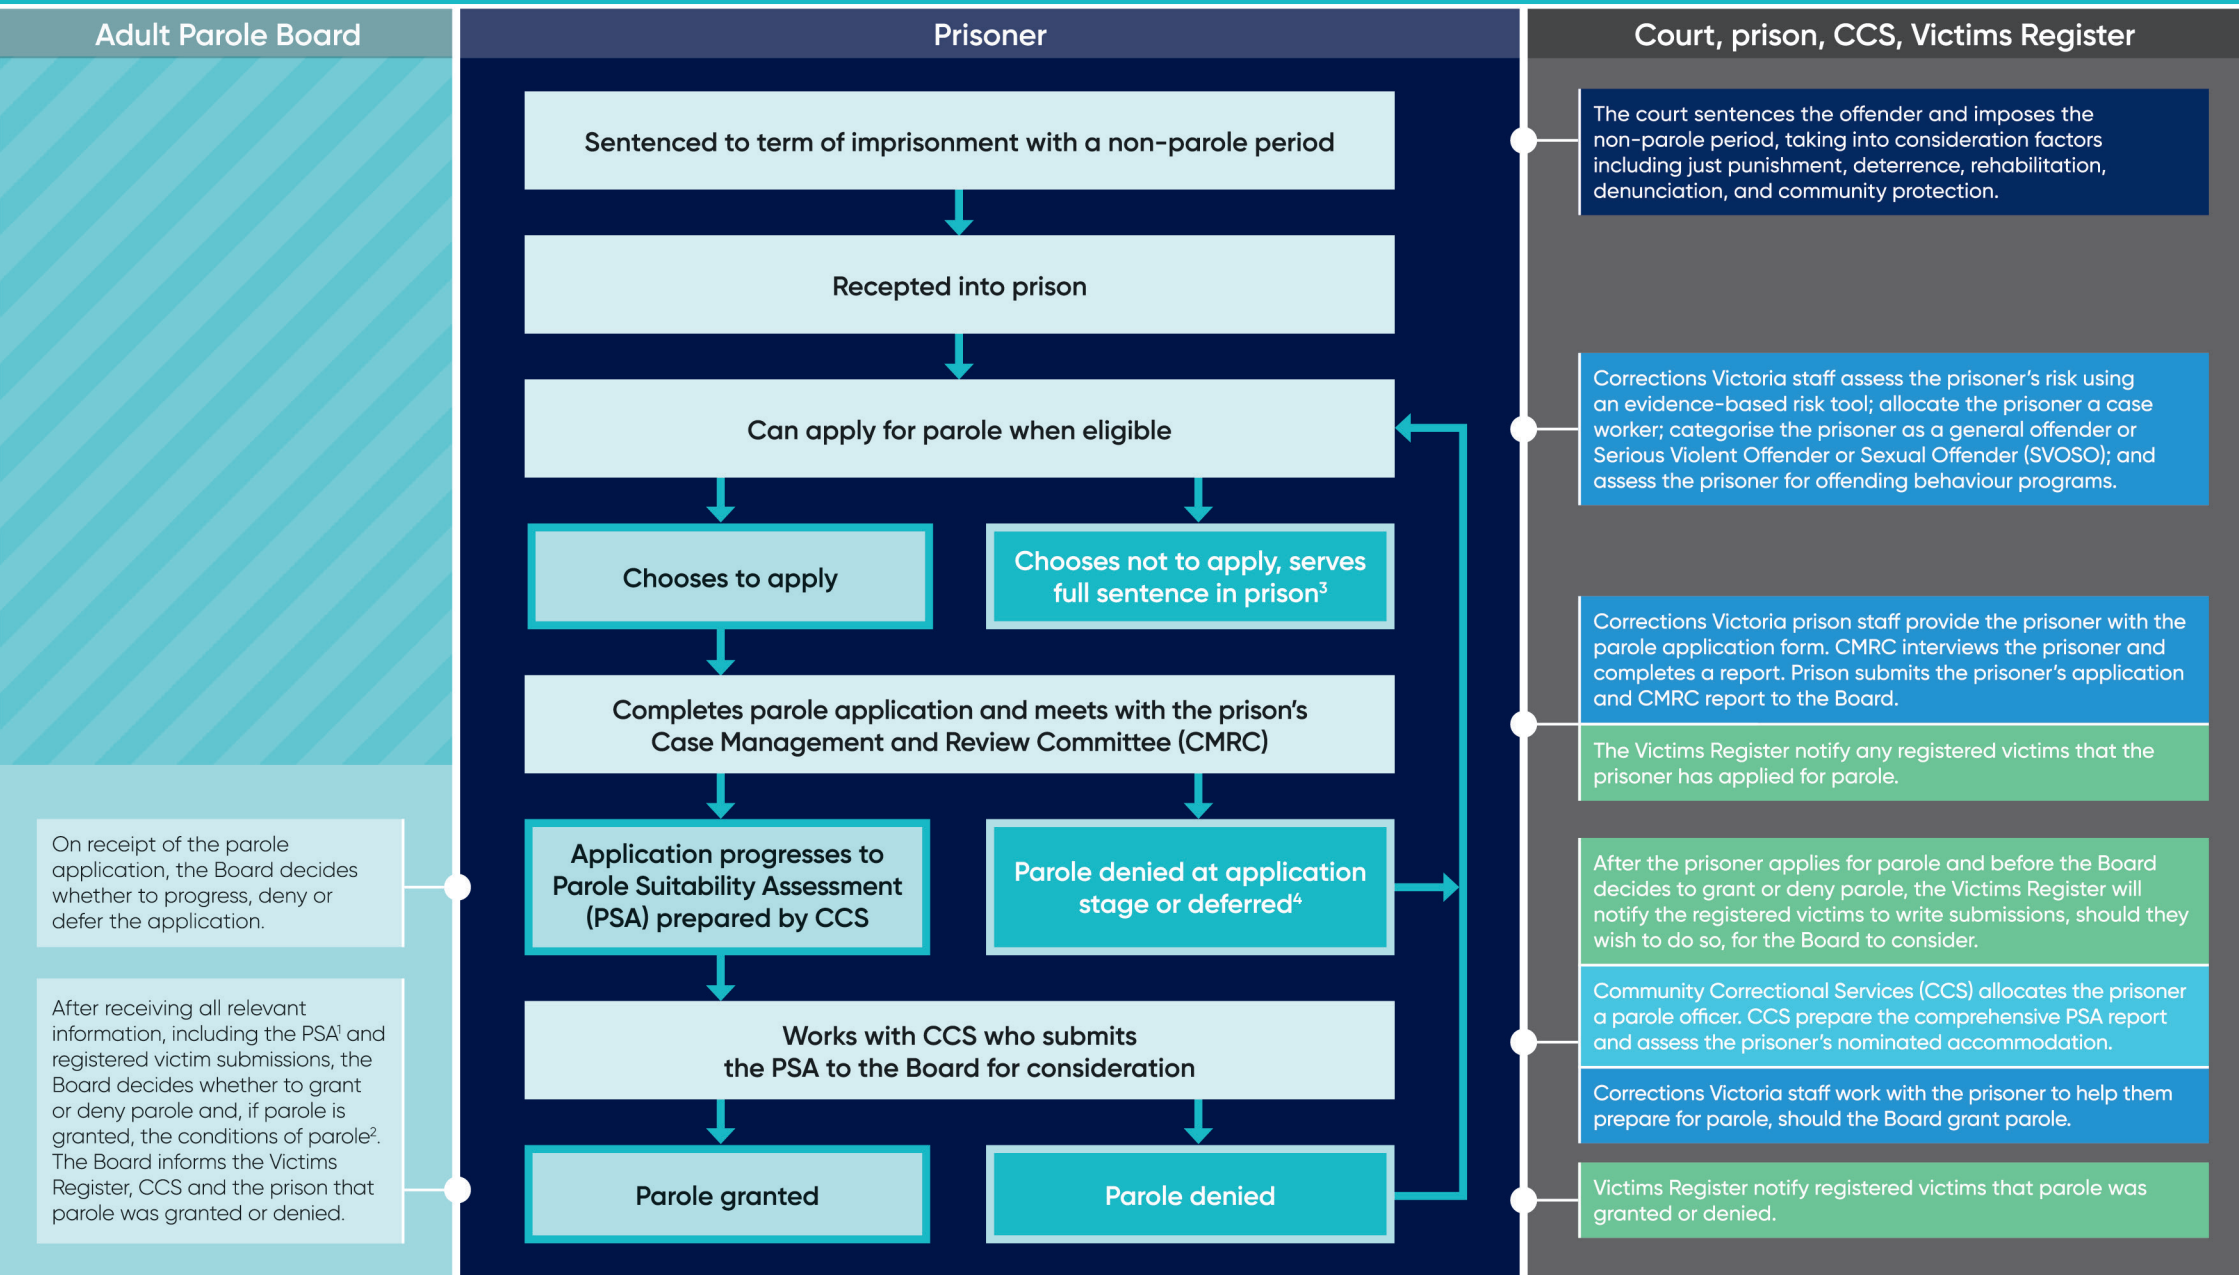 Adult Parole Board
On receipt of the parole
application, the Board decides
whether to progress, deny or
defer the application.
After receiving all relevant
information, including the PSA¹ and
registered victim submissions, the
Board decides whether to grant
or deny parole and, if parole is
granted, the conditions of parole².
The Board informs the Victims
Register, CCS and the prison that
parole was granted or denied.
Prisoner
Sentenced to term of imprisonment with a non-parole period
Recepted into prison
Can apply for parole when eligible
Chooses to apply
Chooses not to apply, serves
full sentence in prison³
Completes parole application and meets with the prison's
Case Management and Review Committee (CMRC)
Application progresses to
Parole Suitability Assessment
(PSA) prepared by CCS
Parole denied at application
stage or deferred⁴
Works with CCS who submits
the PSA to the Board for consideration
Parole granted
Parole denied
Court, prison, CCS, Victims Register
The court sentences the offender and imposes the
non-parole period, taking into consideration factors
including just punishment, deterrence, rehabilitation,
denunciation, and community protection.
Corrections Victoria staff assess the prisoner's risk using
an evidence-based risk tool; allocate the prisoner a case
worker; categorise the prisoner as a general offender or
Serious Violent Offender or Sexual Offender (SVOSO); and
assess the prisoner for offending behaviour programs.
Corrections Victoria prison staff provide the prisoner with the
parole application form. CMRC interviews the prisoner and
completes a report. Prison submits the prisoner's application
and CMRC report to the Board.
The Victims Register notify any registered victims that the
prisoner has applied for parole.
After the prisoner applies for parole and before the Board
decides to grant or deny parole, the Victims Register will
notify the registered victims to write submissions, should they
wish to do so, for the Board to consider.
Community Correctional Services (CCS) allocates the prisoner
a parole officer. CCS prepare the comprehensive PSA report
and assess the prisoner's nominated accommodation.
Corrections Victoria staff work with the prisoner to help them
prepare for parole, should the Board grant parole.
Victims Register notify registered victims that parole was
granted or denied.